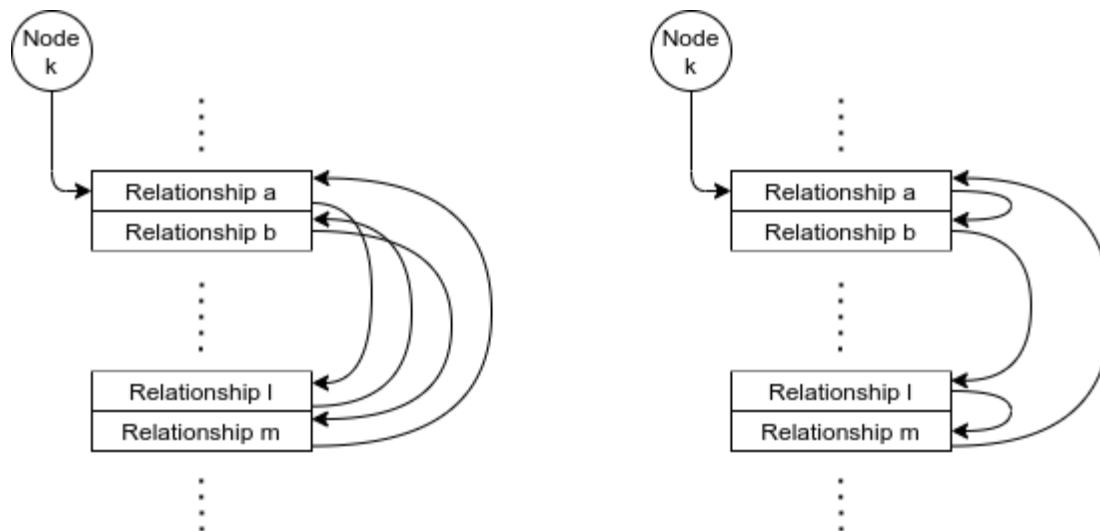 Node
k
Relationship a
Relationship b
Relationship l
Relationship m
Node
k
Relationship a
Relationship b
Relationship l
Relationship m